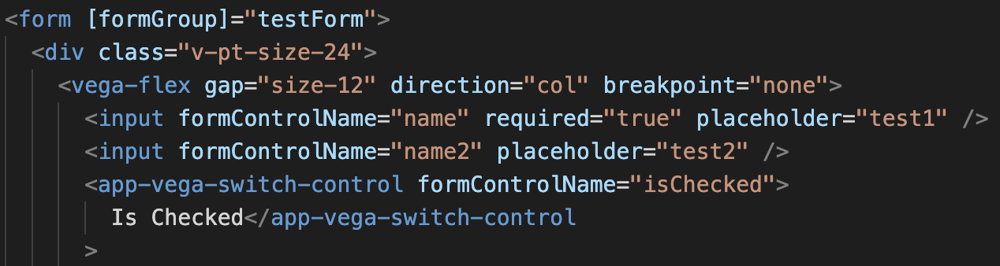 <form [formGroup]="testForm">
<div class="v-pt-size-24">
<vega-flex gap="size-12" direction="col" breakpoint="none">
<input formControlName="name" required="true" placeholder="test1" />
<input formControlName="name2" placeholder="test2" />
<app-vega-switch-control formControlName="isChecked">
Is Checked</app-vega-switch-control
>